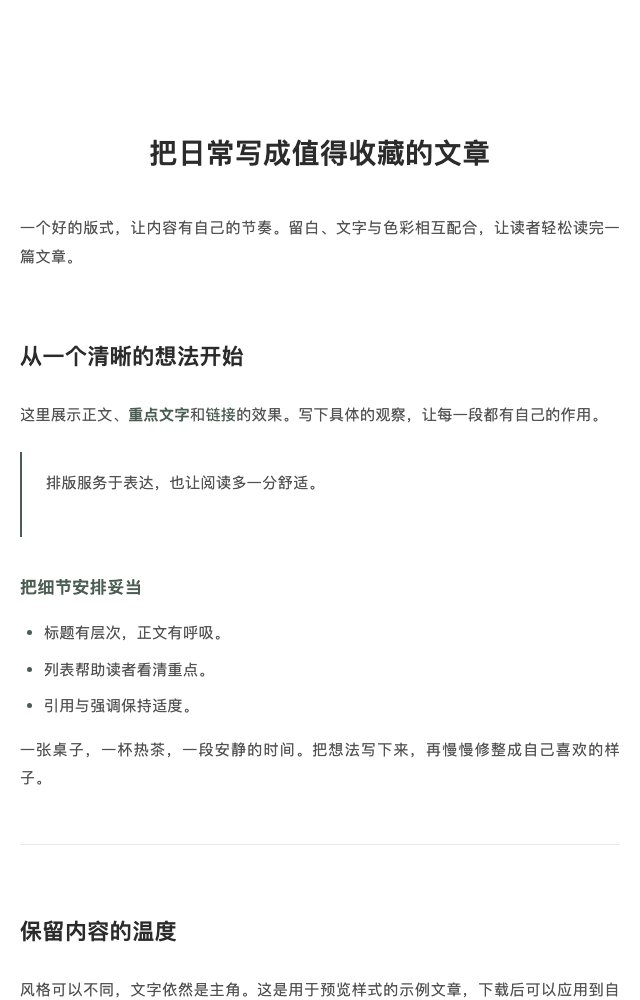 把日常写成值得收藏的文章
一个好的版式，让内容有自己的节奏。留白、文字与色彩相互配合，让读者轻松读完一
篇文章。
从一个清晰的想法开始
这里展示正文、重点文字和链接的效果。写下具体的观察，让每一段都有自己的作用。
排版服务于表达，也让阅读多一分舒适。
把细节安排妥当
• 标题有层次，正文有呼吸。
• 列表帮助读者看清重点。
• 引用与强调保持适度。
一张桌子，一杯热茶，一段安静的时间。把想法写下来，再慢慢修整成自己喜欢的样
子。
保留内容的温度
风格可以不同，文字依然是主角。这是用于预览样式的示例文章，下载后可以应用到自